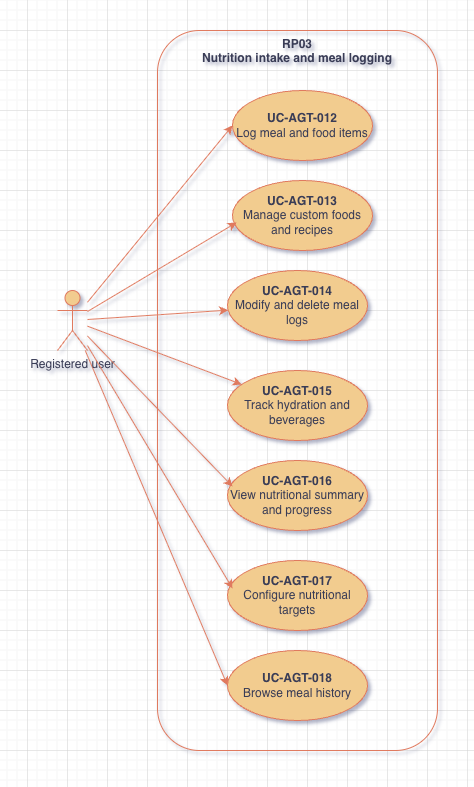 RP03
Nutrition intake and meal logging
UC-AGT-012
Log meal and food items
UC-AGT-013
Manage custom foods
and recipes
UC-AGT-014
Modify and delete meal
logs
Registered user
UC-AGT-015
Track hydration and
beverages
UC-AGT-016
View nutritional summary
and progress
UC-AGT-017
Configure nutritional
targets
UC-AGT-018
Browse meal history